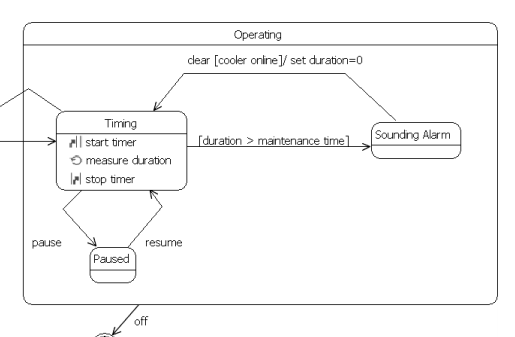 Operating
clear [cooler online]/ set duration=0
Timing
start timer
measure duration
stop timer
[duration > maintenance time]
Sounding Alarm
pause
resume
Paused
off